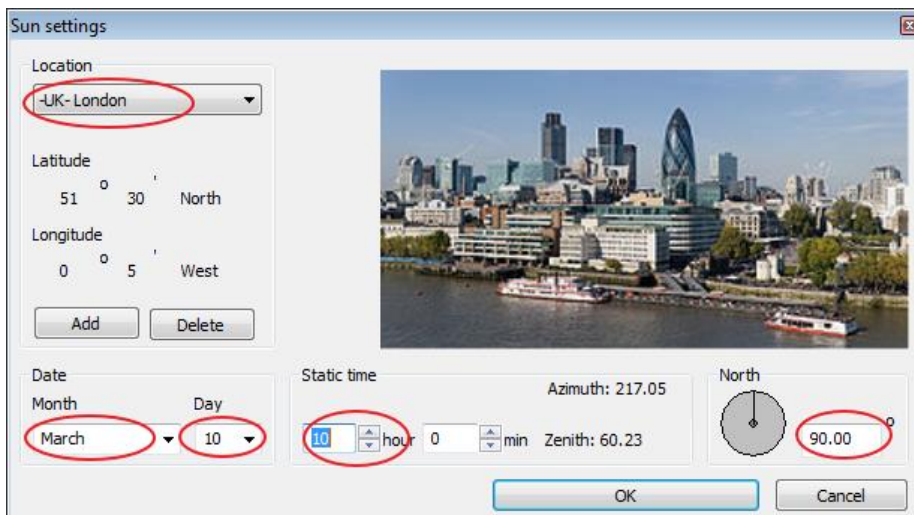 Sun settings
Location
-UK- London
Latitude
51 o 30 ' North
Longitude
0 o 5 ' West
Add Delete
Date
Month Day
March 10
Static time
Azimuth: 217.05
10 hour 0 min Zenith: 60.23
North
90.00 o
OK Cancel